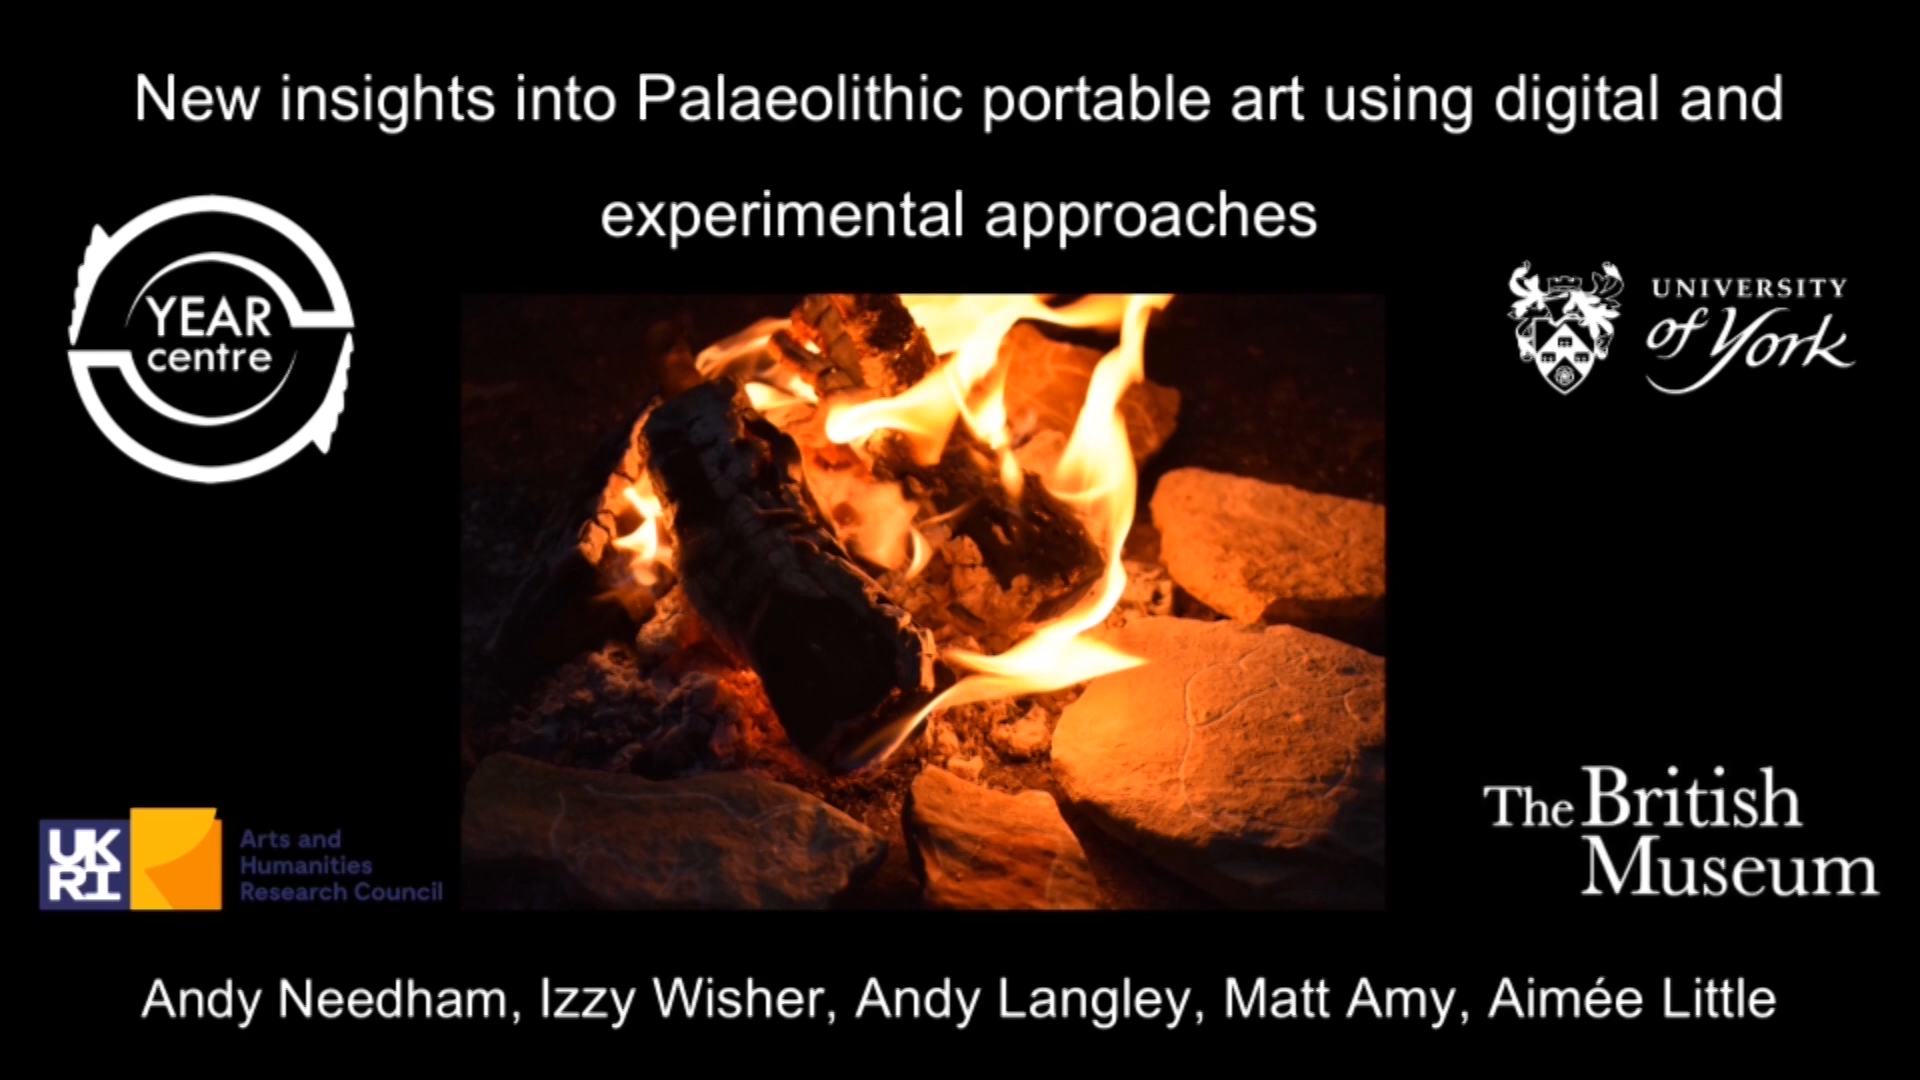 New insights into Palaeolithic portable art using digital and
experimental approaches
YEAR
centre
UNIVERSITY
of York
UK
RI
Arts and
Humanities
Research Council
The British
Museum
Andy Needham, Izzy Wisher, Andy Langley, Matt Amy, Aimée Little